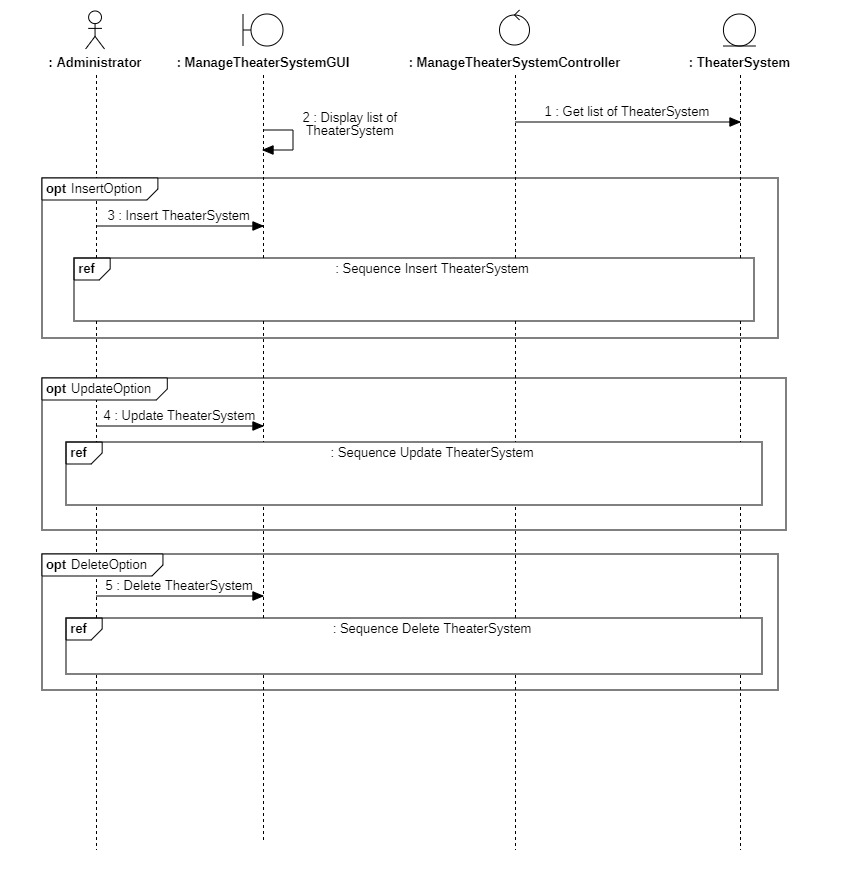 : Administrator
: ManageTheaterSystemGUI
: ManageTheaterSystemController
: TheaterSystem
1 : Get list of TheaterSystem
2 : Display list of
TheaterSystem
opt InsertOption
3 : Insert TheaterSystem
ref
: Sequence Insert TheaterSystem
opt UpdateOption
4 : Update TheaterSystem
ref
: Sequence Update TheaterSystem
opt DeleteOption
5 : Delete TheaterSystem
ref
: Sequence Delete TheaterSystem